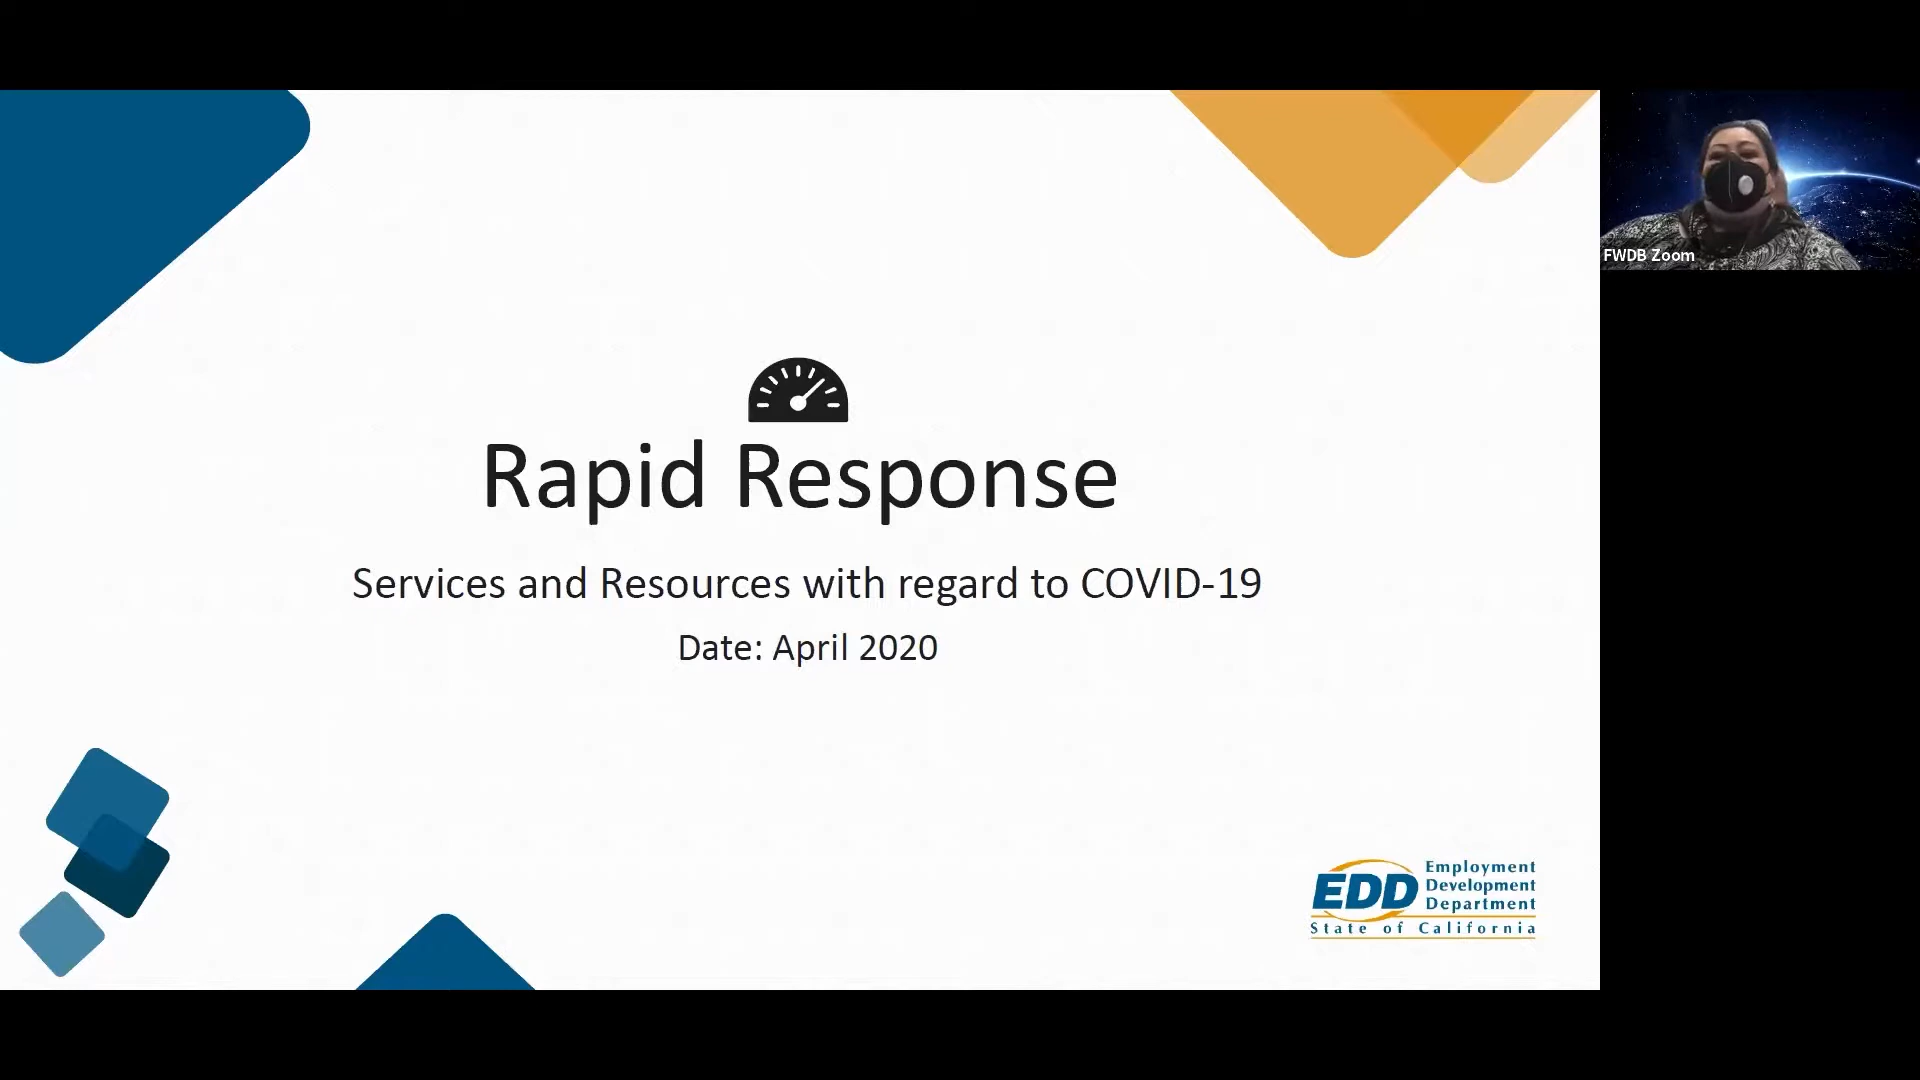 Rapid Response
Services and Resources with regard to COVID-19
Date: April 2020
EDD
Employment
Development
Department
State of California
FWDB Zoom